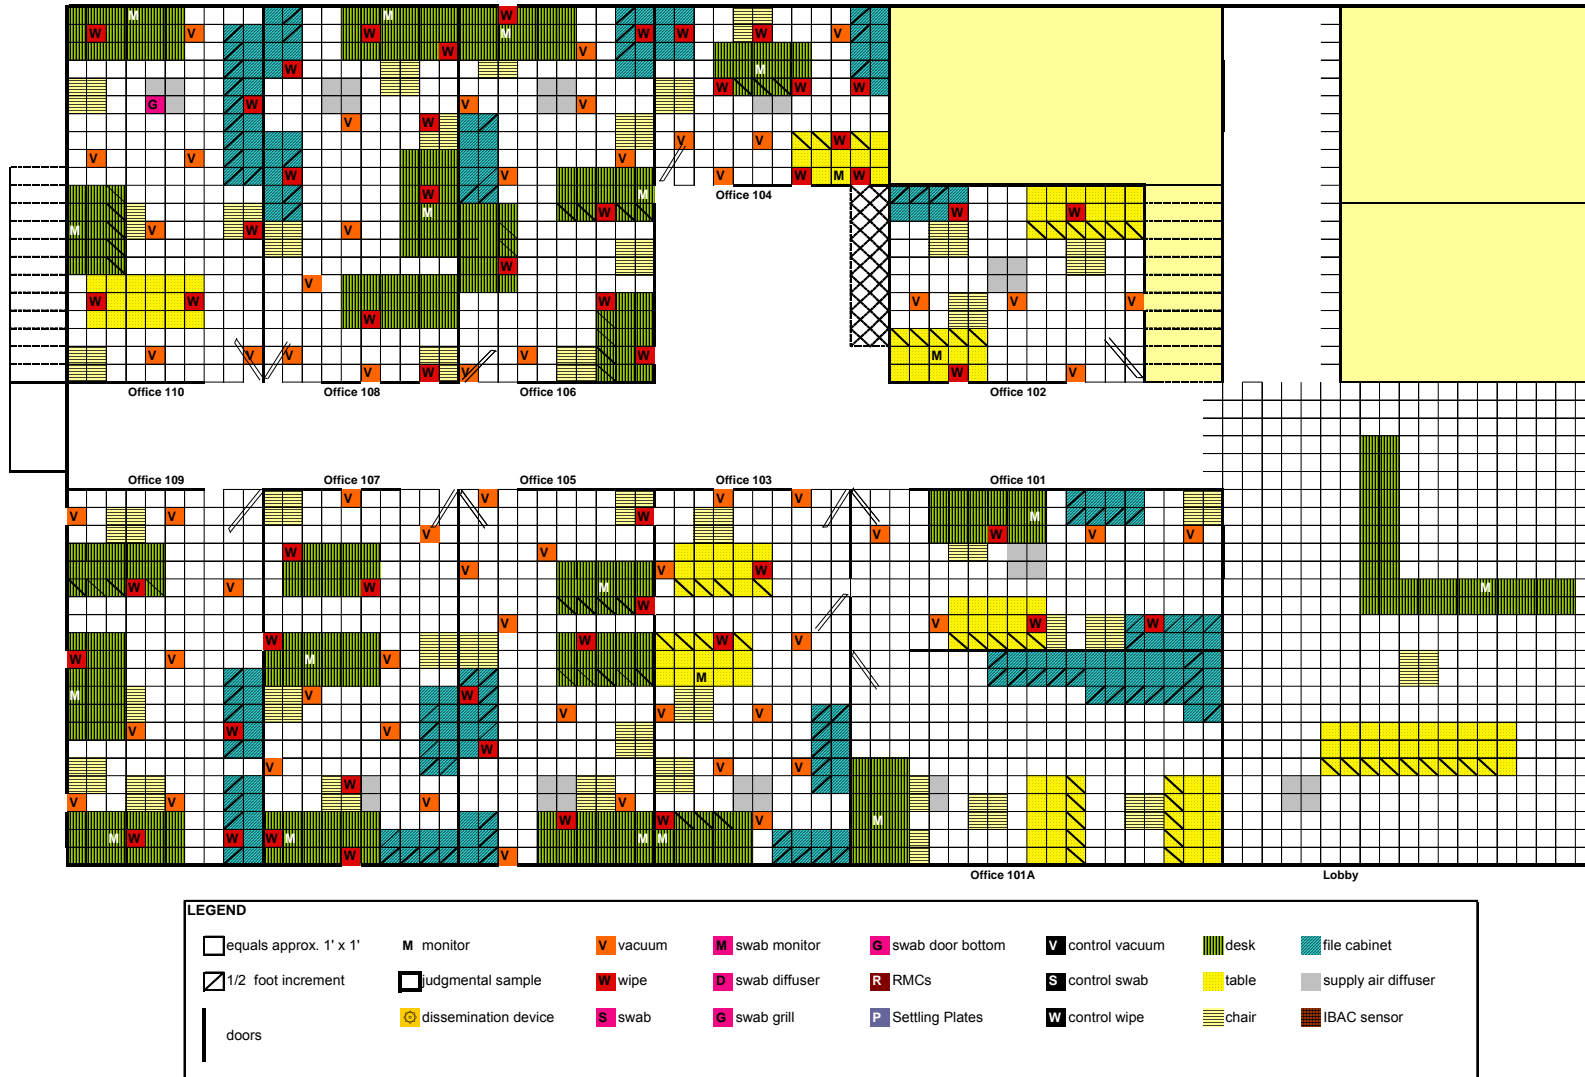 M W M
W V W M W W W V
W V
W M
W W W
G W V V
V W
V W V
V V V
W V V W M W
W M
M W M Office 104
V W V W W
M
W
V
W W W V V V
W
M
V V V V W M
V W V W V
Office 110 Office 108 Office 106 Office 102
Office 109 Office 107 Office 105 Office 103 Office 101
V V V V
V V W M
V V W V V
W V
V V W
W V W M
W
V V W W
W W W V
W M V
M
M V W
V V V V
W V V
W
V V V
W
V V V V
W W V
M W W W M M M M
W V
Office 101A Lobby
LEGEND
equals approx. 1' x 1' M monitor V vacuum M swab monitor G swab door bottom V control vacuum desk file cabinet
1/2 foot increment judgmental sample W wipe D swab diffuser R RMCs S control swab table supply air diffuser
dissemination device S swab G swab grill P Settling Plates W control wipe chair IBAC sensor
doors